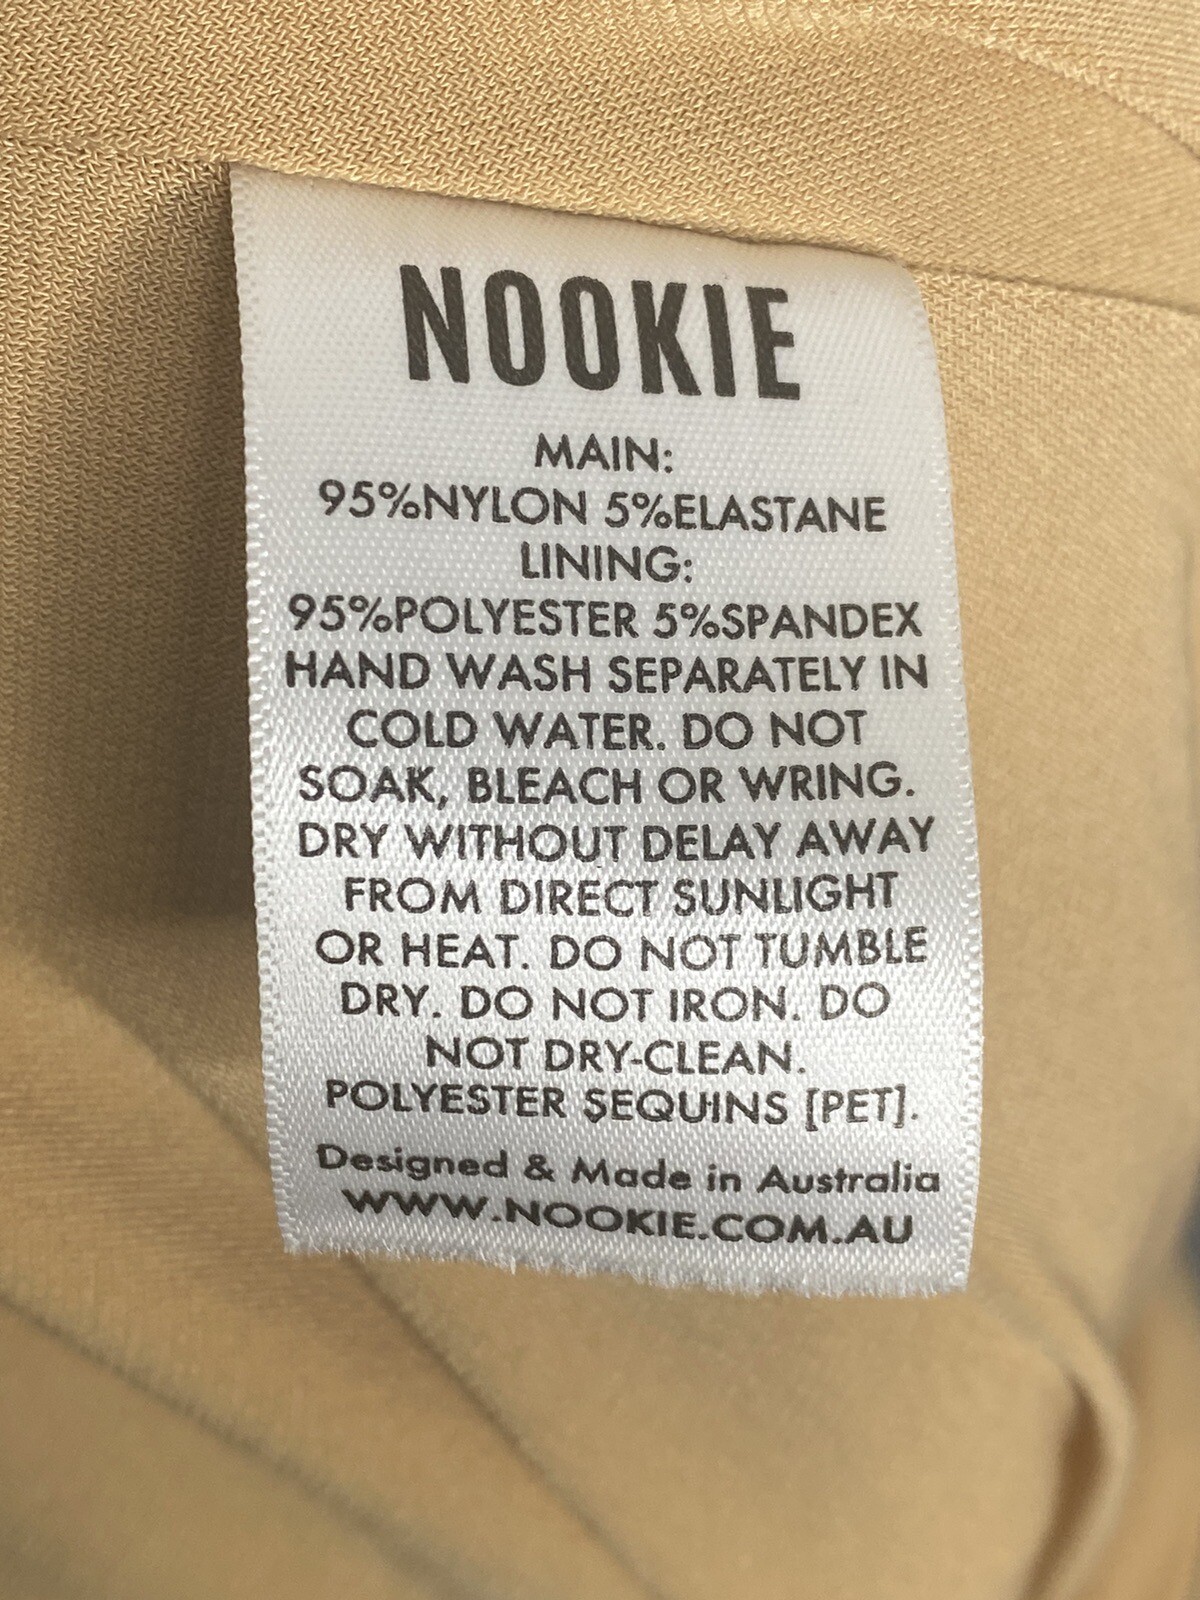 NOOKIE
MAIN:
95%NYLON 5%ELASTANE
LINING:
95%POLYESTER 5%SPANDEX
HAND WASH SEPARATELY IN
COLD WATER. DO NOT
SOAK, BLEACH OR WRING.
DRY WITHOUT DELAY AWAY
FROM DIRECT SUNLIGHT
OR HEAT. DO NOT TUMBLE
DRY. DO NOT IRON. DO
NOT DRY-CLEAN.
POLYESTER SEQUINS [PET].
Designed & Made in Australia
WWW.NOOKIE.COM.AU